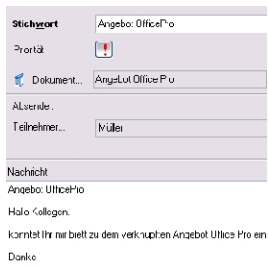 Stichwort Angebo: OfficePro
Priorität
Dokument... Angebot Office Pro
Absender.
Teilnehmer... Müller
Nachricht
Angebo: OfficePro
Hallo Kollegen.
könntet Ihr mir biett zu dem verknüpften Angebot Office Pro ein
Danke